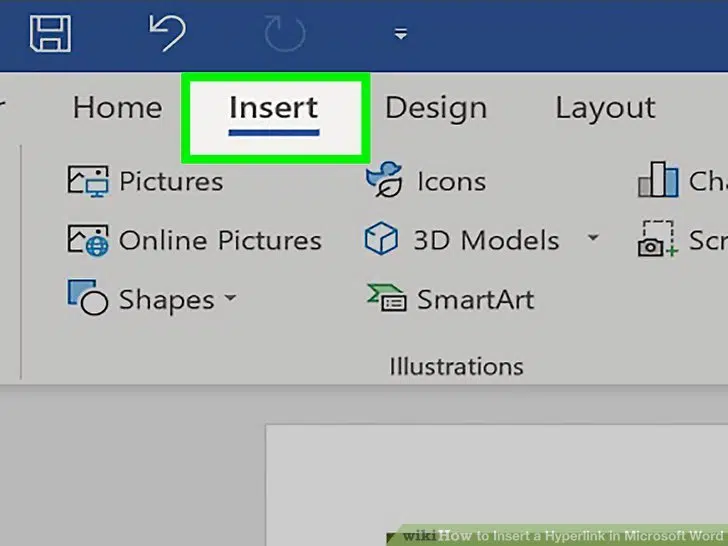 r Home Insert Design Layout
Pictures Icons Cha
Online Pictures 3D Models Scr
Shapes SmartArt
Illustrations
wikiHow to Insert a Hyperlink in Microsoft Word